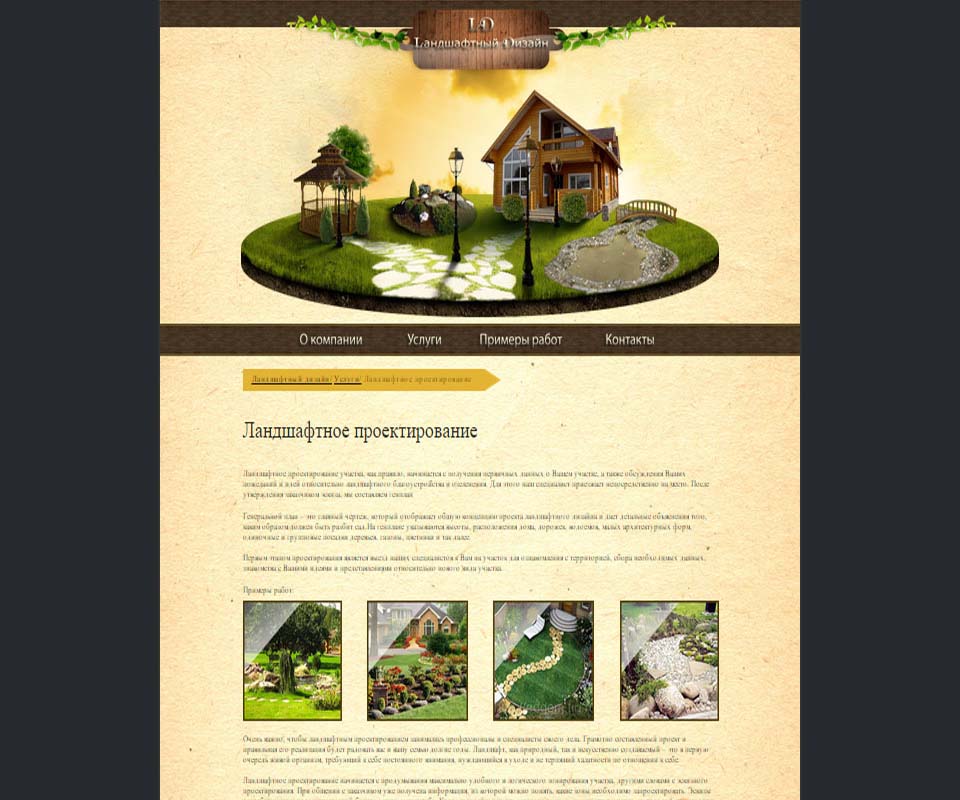 LD
Ландшафтный Дизайн
О компании Услуги Примеры работ Контакты
Ландшафтный дизайн/ Услуги/ Ландшафтное проектирование
Ландшафтное проектирование
Ландшафтное проектирование участка, как правило, начинается с получения первичных данных о Вашем участке, а также обсуждения Ваших
пожеланий и идей относительно ландшафтного благоустройства и озеленения. Для этого наш специалист приезжает непосредственно на место. После
утверждения заказчиком эскиза, мы составляем генплан.
Генеральный план – это главный чертеж, который отображает общую концепцию проекта ландшафтного дизайна и дает детальные объяснения того,
каким образом должен быть разбит сад. На генплане указываются высоты, расположения дома, дорожек, водоемов, малых архитектурных форм,
одиночные и групповые посадки деревьев, газоны, цветники и так далее.
Первым этапом проектирования является выезд наших специалистов к Вам на участок для ознакомления с территорией, сбора необходимых данных,
знакомства с Вашими идеями и представлениями относительно нового вида участка.
Примеры работ:
Очень важно, чтобы ландшафтным проектированием занимались профессионалы и специалисты своего дела. Грамотно составленный проект и
правильная его реализация будет радовать вас и вашу семью долгие годы. Ландшафт, как природный, так и искусственно создаваемый – это в первую
очередь живой организм, требующий к себе постоянного внимания, нуждающийся в уходе и не терпящий халатности по отношению к себе.
Ландшафтное проектирование начинается с продумывания максимально удобного и логического зонирования участка, другими словами с эскизного
проектирования. При общении с заказчиком уже получена информация, из которой можно понять, какие зоны необходимо запроектировать. Эскизное